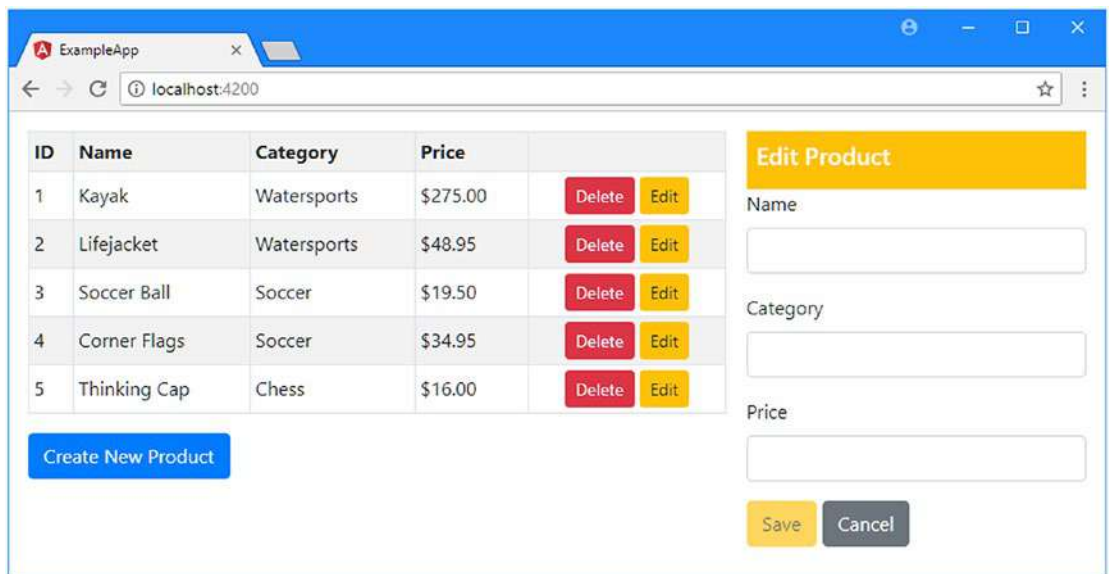 ExampleApp
localhost:4200
ID Name Category Price
1 Kayak Watersports $275.00 Delete Edit
2 Lifejacket Watersports $48.95 Delete Edit
3 Soccer Ball Soccer $19.50 Delete Edit
4 Corner Flags Soccer $34.95 Delete Edit
5 Thinking Cap Chess $16.00 Delete Edit
Create New Product
Edit Product
Name
Category
Price
Save Cancel